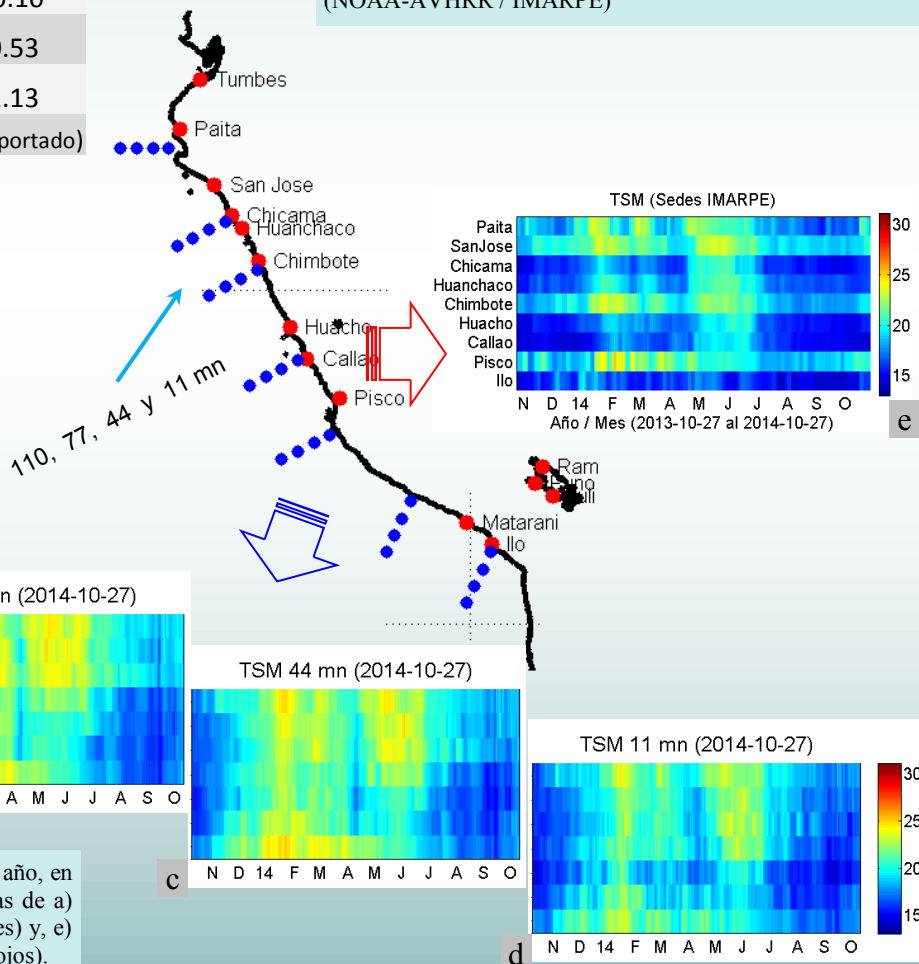 (NOAA-AVHRR / IMARPE)
.53
.13
portado)
Tumbes
Paita
San Jose
Chicama
Huanchaco
Chimbote
Huacho
Callao
Pisco
Ram
Matarani
Ilo
110, 77, 44 y 11 mn
TSM (Sedes IMARPE)
Paita
SanJose
Chicama
Huanchaco
Chimbote
Huacho
Callao
Pisco
Ilo
30
25
20
15
N D 14 F M A M J J A S O
Año / Mes (2013-10-27 al 2014-10-27)
e
n (2014-10-27)
A M J J A S O
TSM 44 mn (2014-10-27)
N D 14 F M A M J J A S O
c
TSM 11 mn (2014-10-27)
30
25
20
15
N D 14 F M A M J J A S O
d
año, en
as de a)
es) y, e)
ojos).